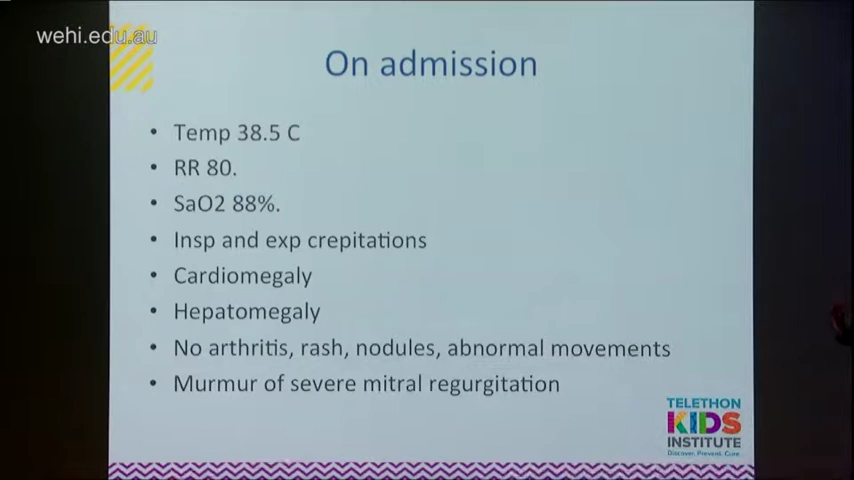 wehi.edu.au
On admission
• Temp 38.5 C
• RR 80.
• SaO2 88%.
• Insp and exp crepitations
• Cardiomegaly
• Hepatomegaly
• No arthritis, rash, nodules, abnormal movements
• Murmur of severe mitral regurgitation
TELETHON
KIDS
INSTITUTE
Discover. Prevent. Cure.